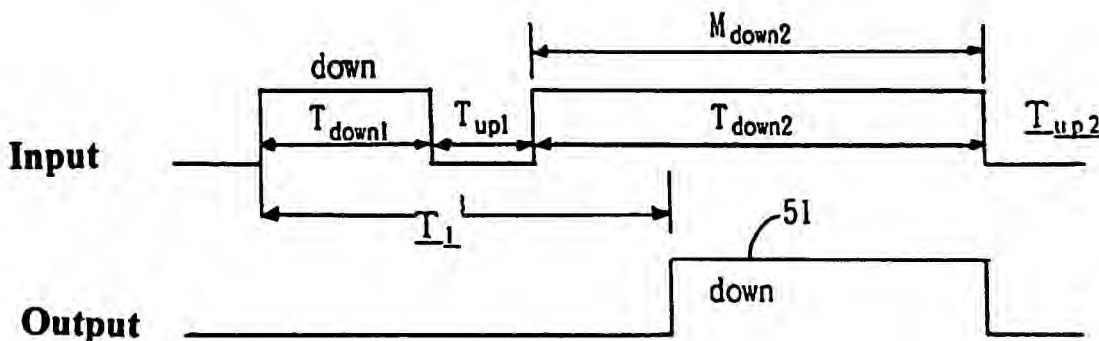 M down2
down
T down1
T up1
T down2
T up2
Input
T 1
51
down
Output